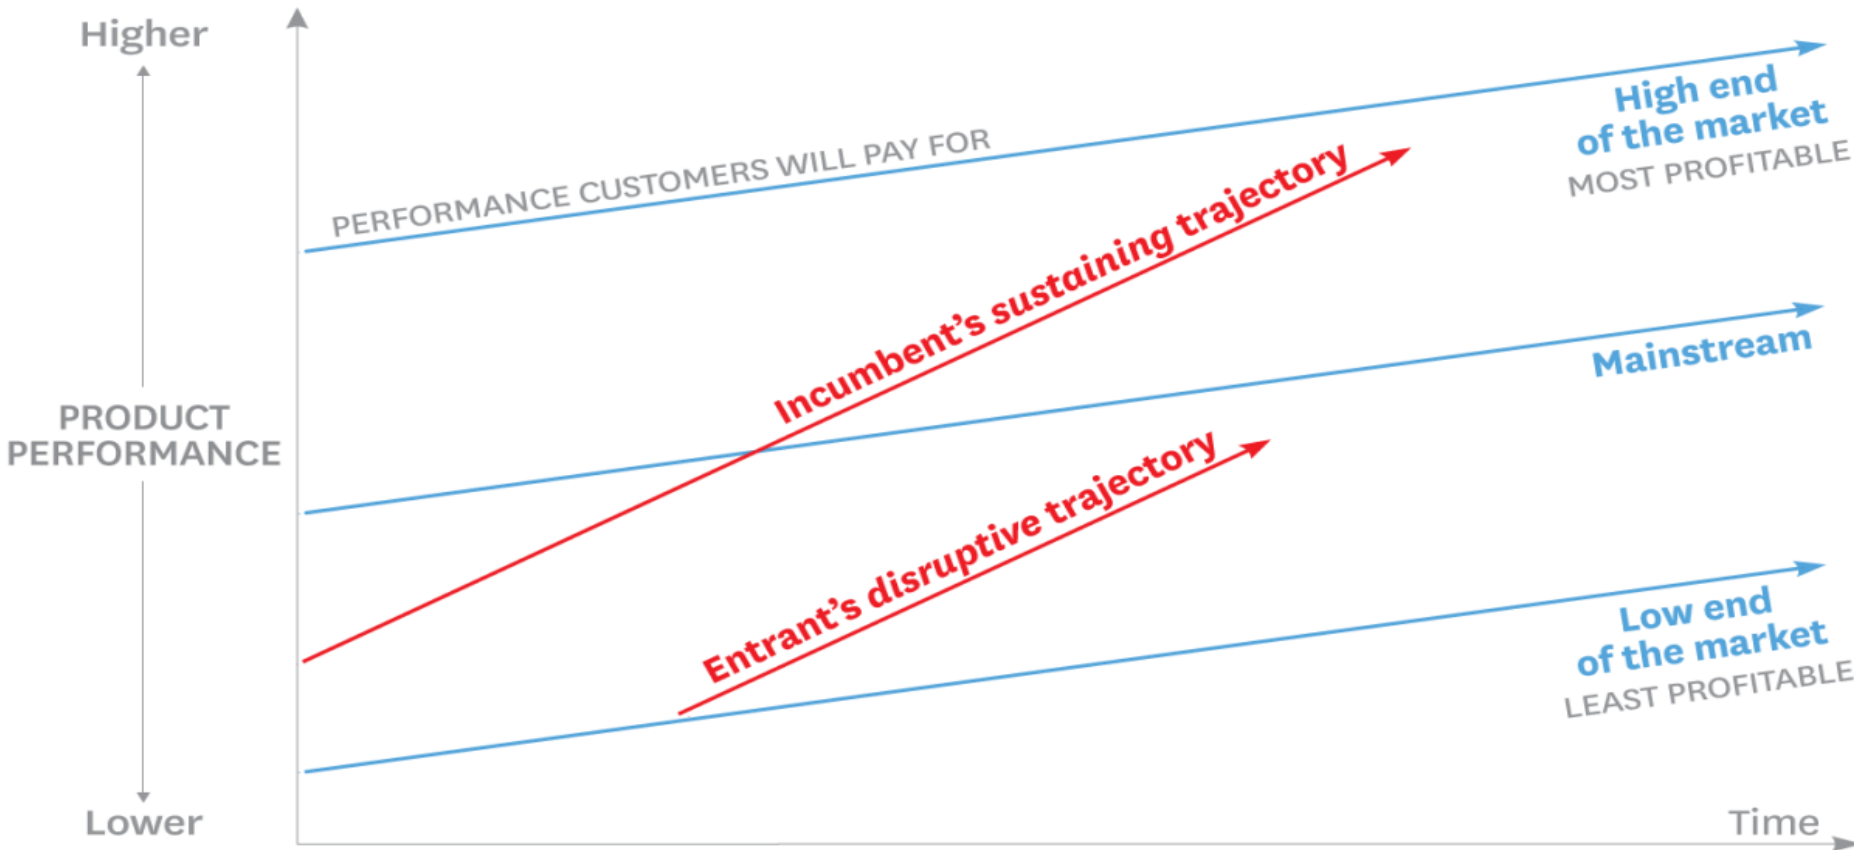 Higher
PRODUCT
PERFORMANCE
Lower
PERFORMANCE CUSTOMERS WILL PAY FOR
Incumbent’s sustaining trajectory
Entrant’s disruptive trajectory
High end
of the market
MOST PROFITABLE
Mainstream
Low end
of the market
LEAST PROFITABLE
Time